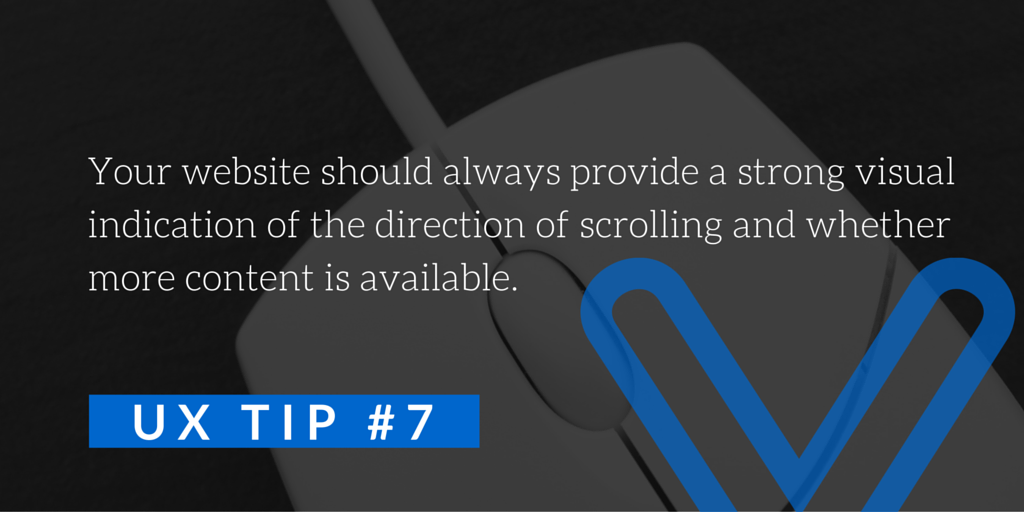 Your website should always provide a strong visual
indication of the direction of scrolling and whether
more content is available.
UX TIP #7